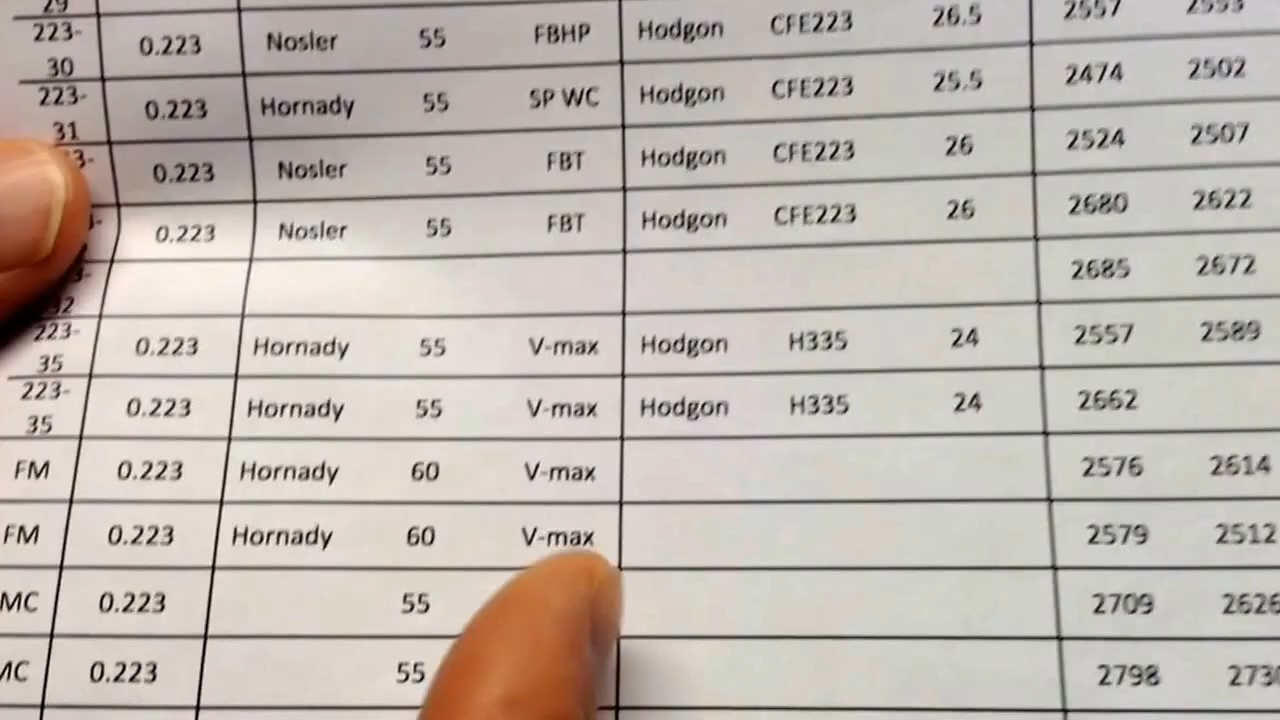 29 2557 2553
223-30 0.223 Nosler 55 FBHP Hodgon CFE223 26.5
223-31 0.223 Hornady 55 SP WC Hodgon CFE223 25.5 2474 2502
0.223 Nosler 55 FBT Hodgon CFE223 26 2524 2507
0.223 Nosler 55 FBT Hodgon CFE223 26 2680 2622
2685 2672
223-35 0.223 Hornady 55 V-max Hodgon H335 24 2557 2589
223-35 0.223 Hornady 55 V-max Hodgon H335 24 2662
FM 0.223 Hornady 60 V-max 2576 2614
FM 0.223 Hornady 60 V-max 2579 2512
MC 0.223 55 2709 2626
MC 0.223 55 2798